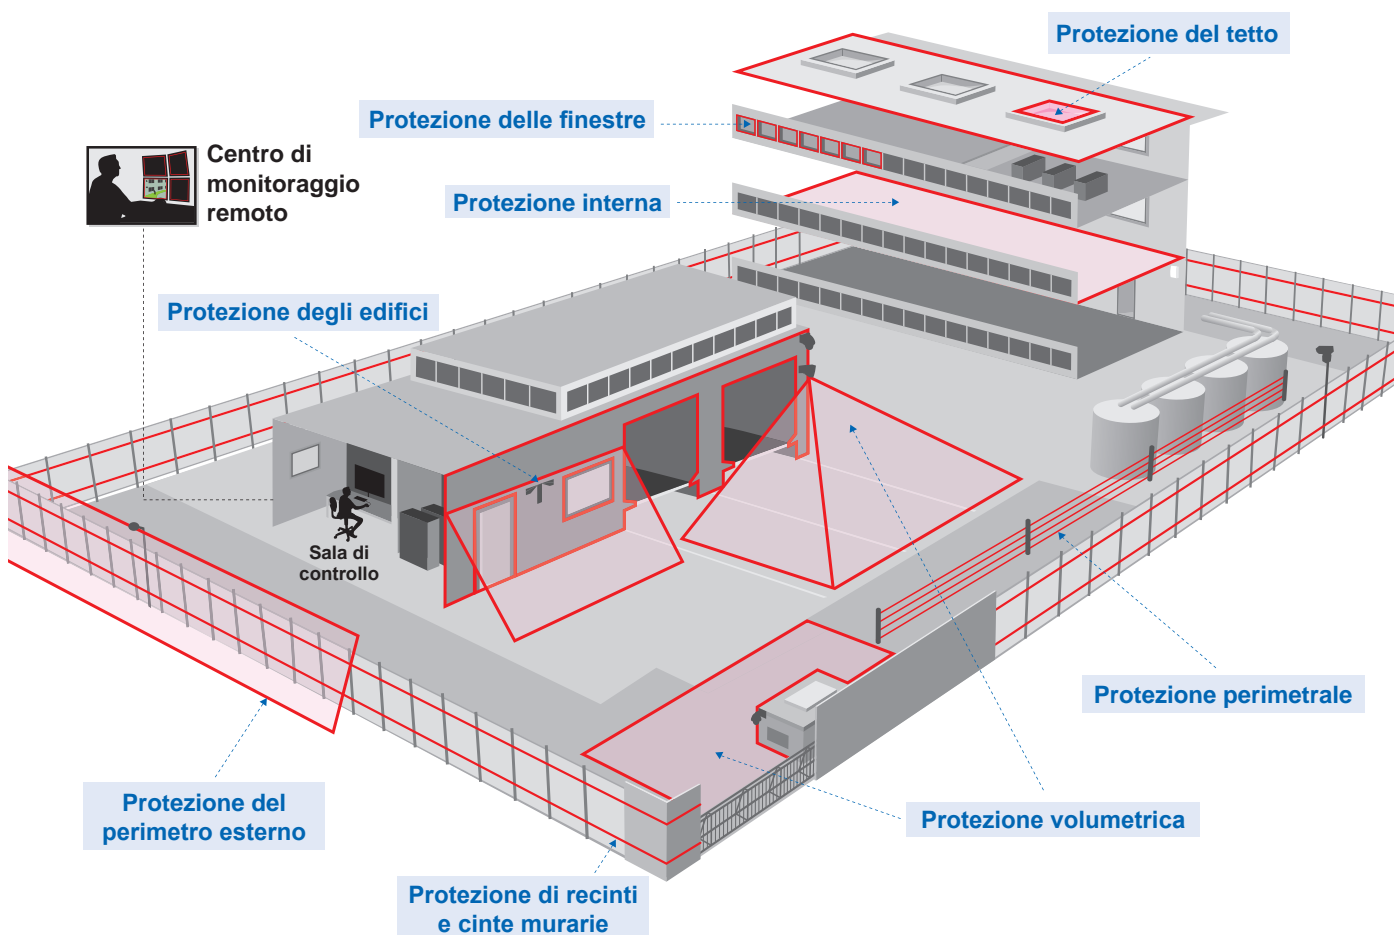 Protezione del tetto
Protezione delle finestre
Centro di
monitoraggio
remoto
Protezione interna
Protezione degli edifici
Sala di
controllo
Protezione perimetrale
Protezione del
perimetro esterno
Protezione volumetrica
Protezione di recinti
e cinte murarie